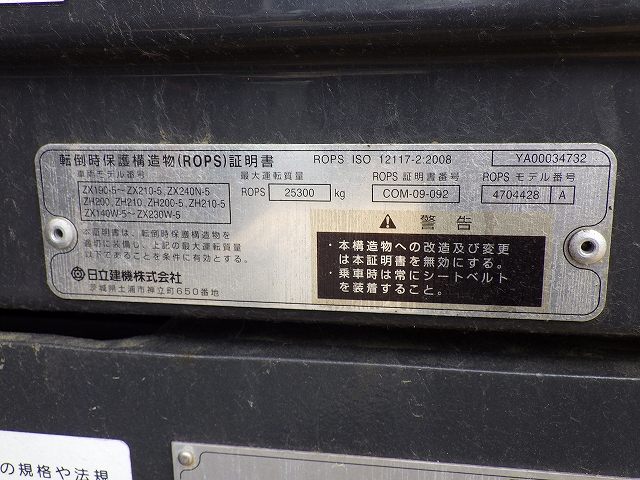 転倒時保護構造物(ROPS)証明書 ROPS ISO 12117-2:2008 YA00034732
車両モデル番号 最大運転質量 ROPS 証明書番号 ROPS モデル番号
ZX190-5～ZX210-5, ZX240N-5 ROPS 25300 kg COM-09-092 4704428 A
ZH200, ZH210, ZH200-5, ZH210-5
ZX140W-5～ZX230W-5
本証明書は、転倒時保護構造物を
適切に装備し、上記の最大運転質量
以下であることを条件に有効とする。
警告
・本構造物への改造及び変更
は本証明書を無効にする。
・乗車時は常にシートベルト
を装着すること。
日立建機株式会社
茨城県土浦市神立町650番地
の規格や法規